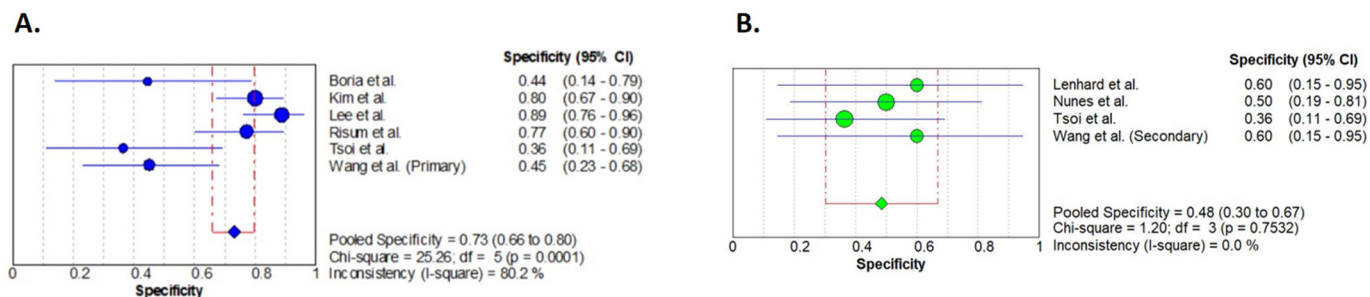 A.
Specificity (95% CI)
Boria et al. 0.44 (0.14 - 0.79)
Kim et al. 0.80 (0.67 - 0.90)
Lee et al. 0.89 (0.76 - 0.96)
Risum et al. 0.77 (0.60 - 0.90)
Tsoi et al. 0.36 (0.11 - 0.69)
Wang et al. (Primary) 0.45 (0.23 - 0.68)
Pooled Specificity = 0.73 (0.66 to 0.80)
Chi-square = 25.26; df = 5 (p = 0.0001)
Inconsistency (I-square) = 80.2 %
0 0.2 0.4 0.6 0.8 1
Specificity
B.
Specificity (95% CI)
Lenhard et al. 0.60 (0.15 - 0.95)
Nunes et al. 0.50 (0.19 - 0.81)
Tsoi et al. 0.36 (0.11 - 0.69)
Wang et al. (Secondary) 0.60 (0.15 - 0.95)
Pooled Specificity = 0.48 (0.30 to 0.67)
Chi-square = 1.20; df = 3 (p = 0.7532)
Inconsistency (I-square) = 0.0 %
0 0.2 0.4 0.6 0.8 1
Specificity